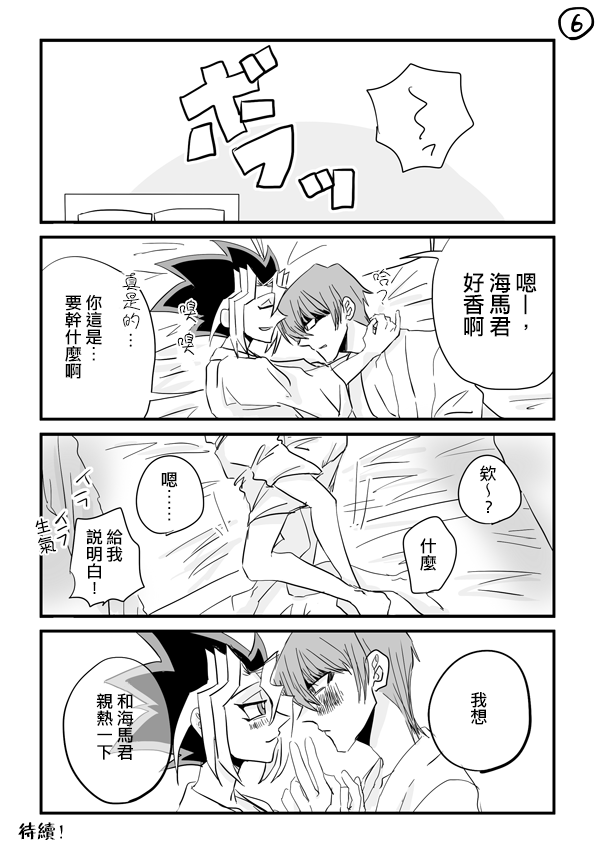 6
ボフッ
嗯ー，
海馬君
好香啊
哈
嗅
嗅
真是的…
你這是…
要幹什麼啊
欸～？
什麼
嗯……
給我
説明白！
イラ
イラ
生氣
我想
和海馬君
親熱一下
待續！